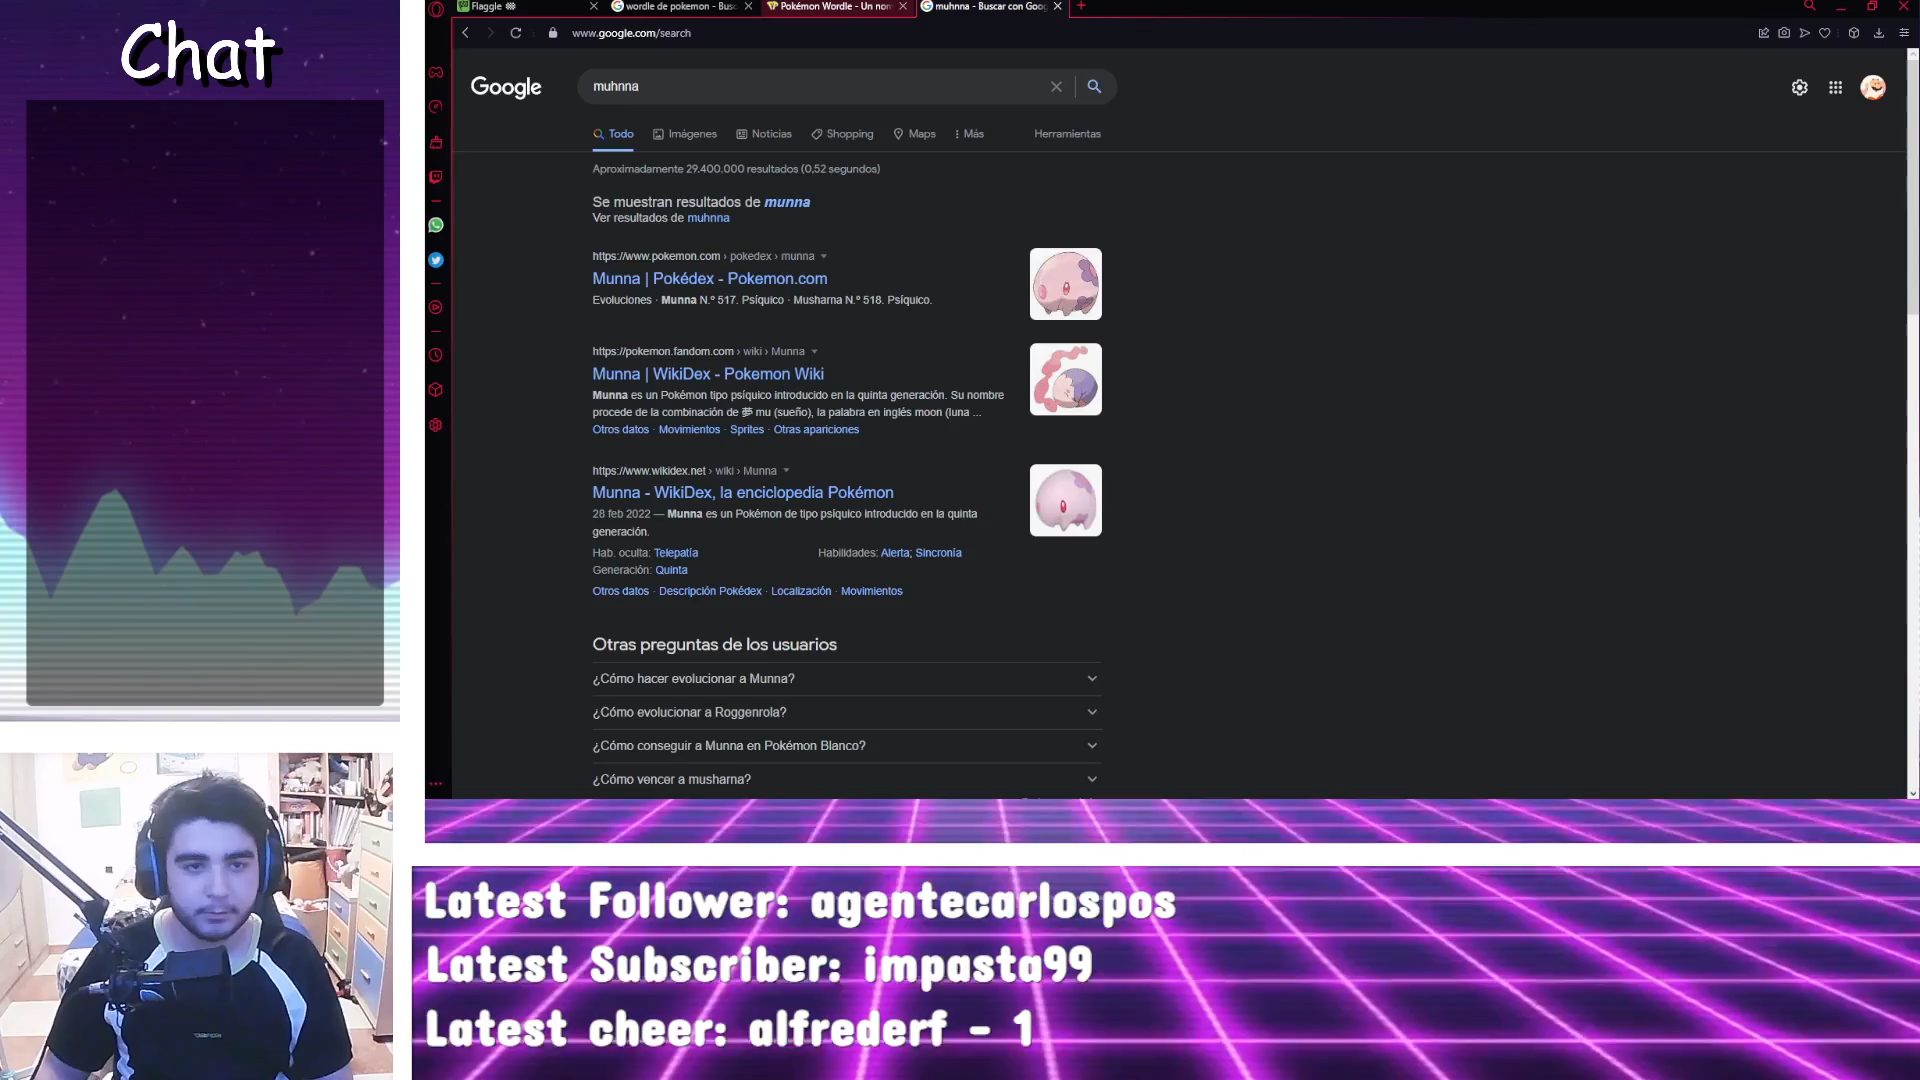 Chat
Flaggle
wordle de pokemon - Busc
Pokémon Wordle - Un nom
muhnna - Buscar con Goog
www.google.com/search
Google
muhnna
Todo
Imágenes
Noticias
Shopping
Maps
Más
Herramientas
Aproximadamente 29.400.000 resultados (0,52 segundos)
Se muestran resultados de munna
Ver resultados de muhnna
https://www.pokemon.com › pokedex › munna
Munna | Pokédex - Pokemon.com
Evoluciones · Munna N.º 517. Psíquico · Musharna N.º 518. Psíquico.
https://pokemon.fandom.com › wiki › Munna
Munna | WikiDex - Pokemon Wiki
Munna es un Pokémon tipo psíquico introducido en la quinta generación. Su nombre
procede de la combinación de 夢 mu (sueño), la palabra en inglés moon (luna ...
Otros datos · Movimientos · Sprites · Otras apariciones
https://www.wikidex.net › wiki › Munna
Munna - WikiDex, la enciclopedia Pokémon
28 feb 2022 — Munna es un Pokémon de tipo psíquico introducido en la quinta
generación.
Hab. oculta: Telepatía
Habilidades: Alerta; Sincronía
Generación: Quinta
Otros datos · Descripción Pokédex · Localización · Movimientos
Otras preguntas de los usuarios
¿Cómo hacer evolucionar a Munna?
¿Cómo evolucionar a Roggenrola?
¿Cómo conseguir a Munna en Pokémon Blanco?
¿Cómo vencer a musharna?
Latest Follower: agentecarlospos
Latest Subscriber: impasta99
Latest cheer: alfrederf - 1